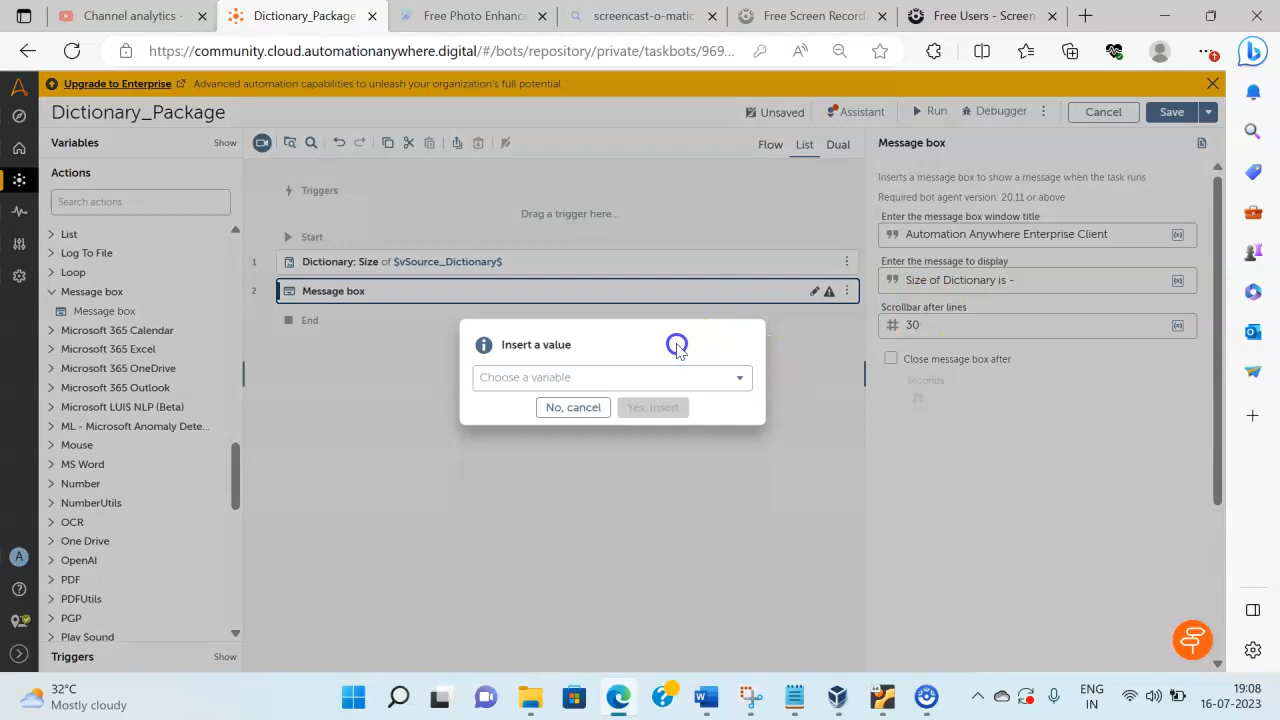 Channel analytics -
Dictionary_Package
Free Photo Enhanc
screencast-o-matic
Free Screen Record
Free Users - Screen
https://community.cloud.automationanywhere.digital/#/bots/repository/private/taskbots/969...
Upgrade to Enterprise
Advanced automation capabilities to unleash your organization's full potential
Dictionary_Package
Unsaved
Assistant
Run
Debugger
Cancel
Save
Variables
Show
Flow
List
Dual
Message box
Actions
Search actions
List
Log To File
Loop
Message box
Message box
Microsoft 365 Calendar
Microsoft 365 Excel
Microsoft 365 OneDrive
Microsoft 365 Outlook
Microsoft LUIS NLP (Beta)
ML - Microsoft Anomaly Dete...
Mouse
MS Word
Number
NumberUtils
OCR
One Drive
OpenAI
PDF
PDFUtils
PGP
Play Sound
Triggers
Show
Triggers
Drag a trigger here...
Start
1
Dictionary: Size of $vSource_Dictionary$
2
Message box
End
Insert a value
Choose a variable
No, cancel
Yes, insert
Inserts a message box to show a message when the task runs
Required bot agent version: 20.11 or above
Enter the message box window title
Automation Anywhere Enterprise Client
Enter the message to display
Size of Dictionary is -
Scrollbar after lines
30
Close message box after
Seconds
32°C
Mostly cloudy
ENG
IN
19:08
16-07-2023